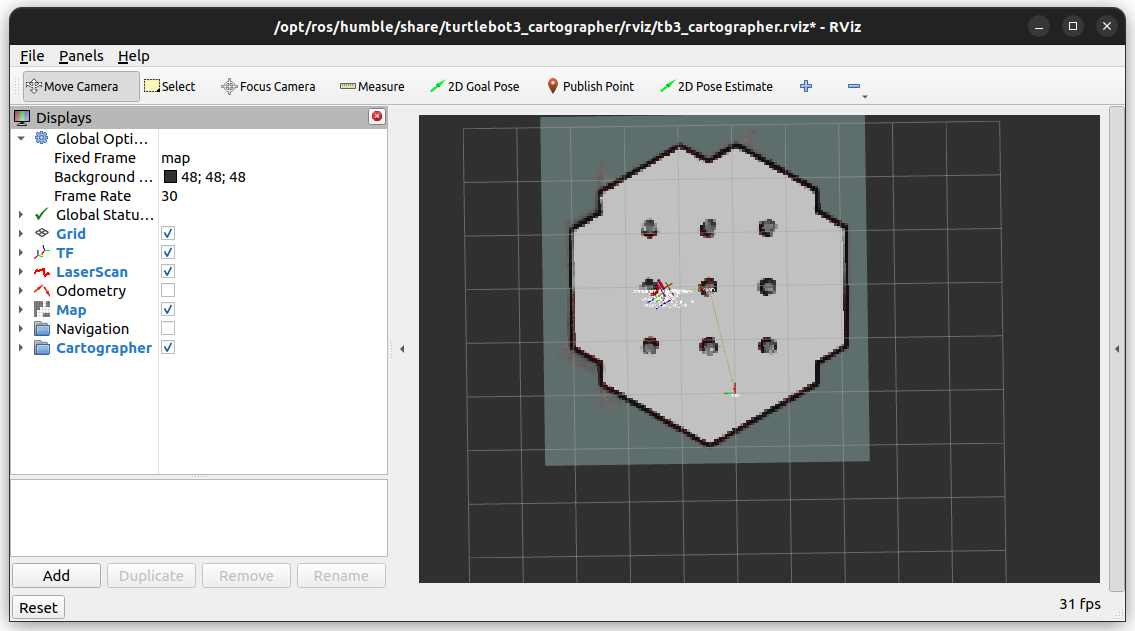 /opt/ros/humble/share/turtlebot3_cartographer/rviz/tb3_cartographer.rviz* - RViz
File Panels Help
Move Camera Select Focus Camera Measure 2D Goal Pose Publish Point 2D Pose Estimate
Displays
Global Opti...
Fixed Frame map
Background ... 48; 48; 48
Frame Rate 30
Global Statu...
Grid
TF
LaserScan
Odometry
Map
Navigation
Cartographer
Add Duplicate Remove Rename
Reset 31 fps